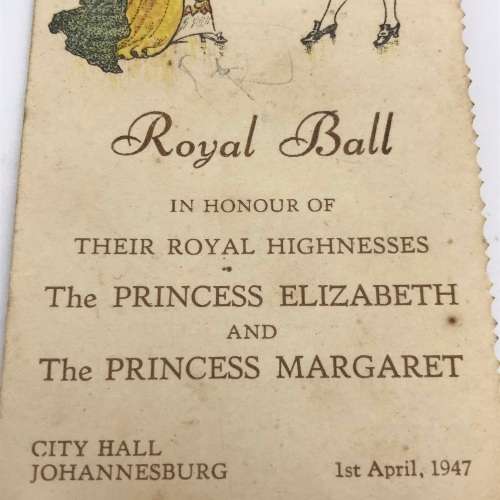 Royal Ball
IN HONOUR OF
THEIR ROYAL HIGHNESSES
The PRINCESS ELIZABETH
AND
The PRINCESS MARGARET
CITY HALL
JOHANNESBURG
1st April, 1947